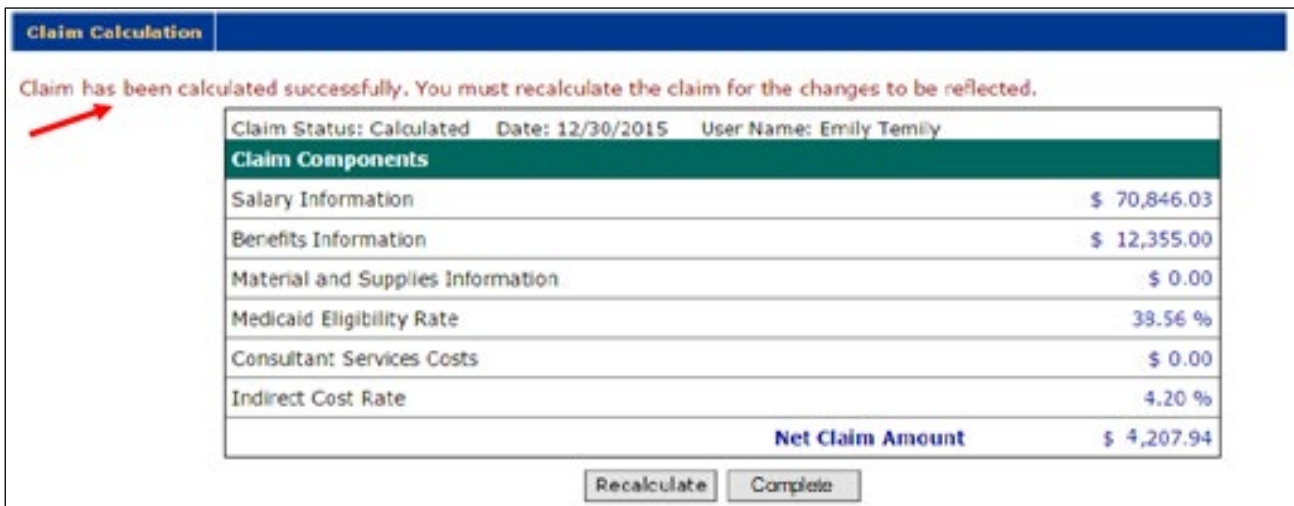 Claim Calculation
Claim has been calculated successfully. You must recalculate the claim for the changes to be reflected.
Claim Status: Calculated Date: 12/30/2015 User Name: Emily Temily
Claim Components
Salary Information $ 70,846.03
Benefits Information $ 12,355.00
Material and Supplies Information $ 0.00
Medicaid Eligibility Rate 38.56 %
Consultant Services Costs $ 0.00
Indirect Cost Rate 4.20 %
Net Claim Amount $ 4,207.94
Recalculate Complete